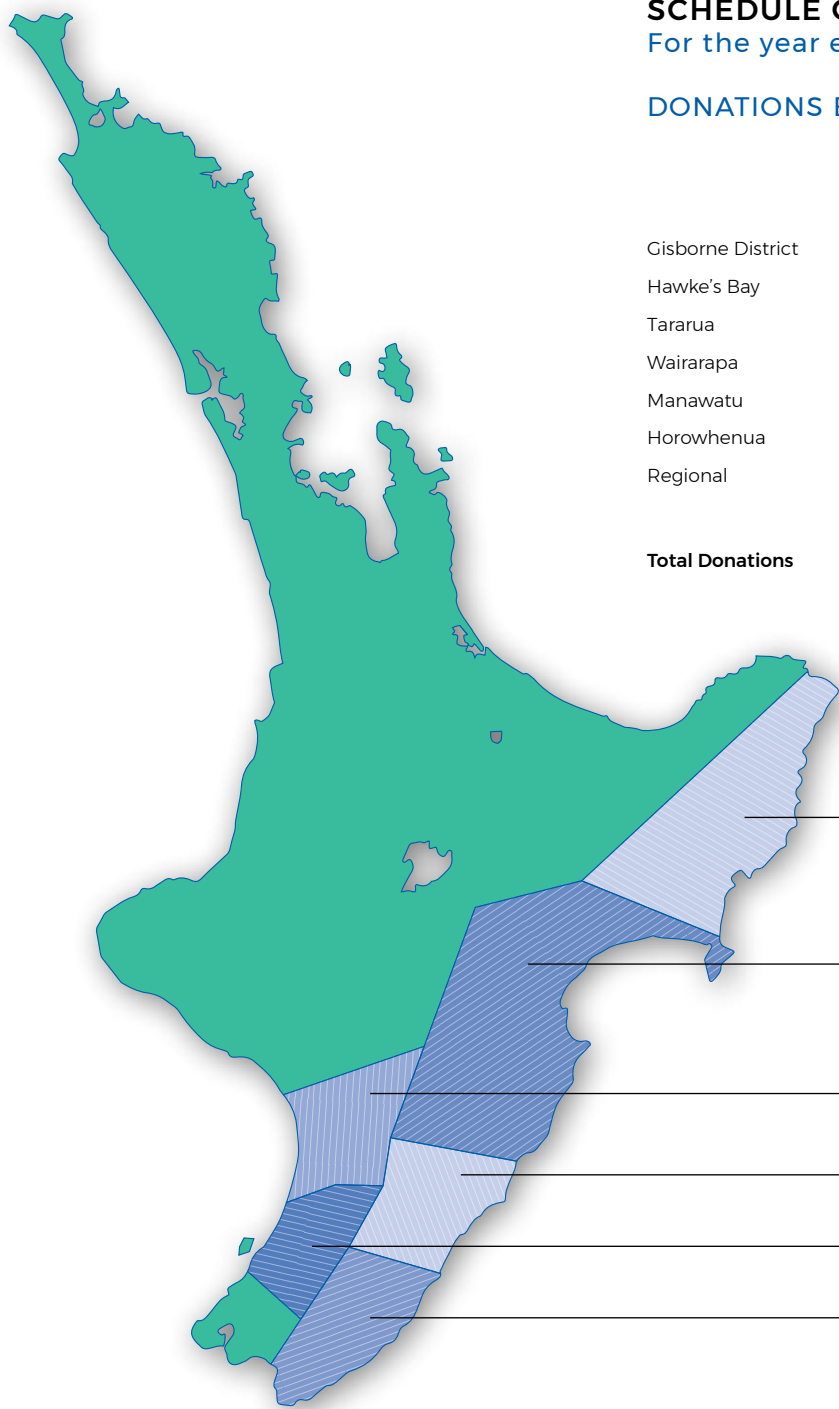 SCHEDULE
For the year
DONATIONS
Gisborne District
Hawke's Bay
Tararua
Wairarapa
Manawatu
Horowhenua
Regional
Total Donations